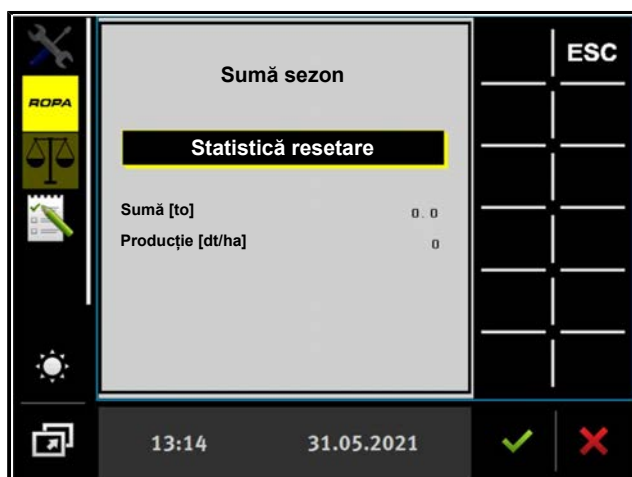 ESC
Sumă sezon
ROPA
Statistică resetare
Sumă [to] 0.0
Producție [dt/ha] 0
13:14 31.05.2021